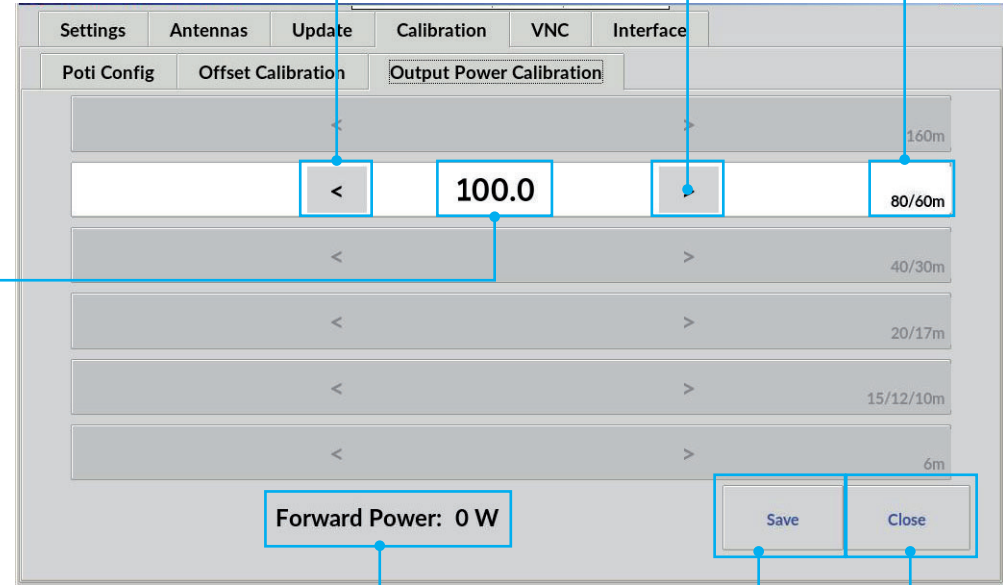 Settings Antennas Update Calibration VNC Interface
Poti Config Offset Calibration Output Power Calibration
< > 160m
< 100.0 > 80/60m
< > 40/30m
< > 20/17m
< > 15/12/10m
< > 6m
Forward Power: 0 W Save Close